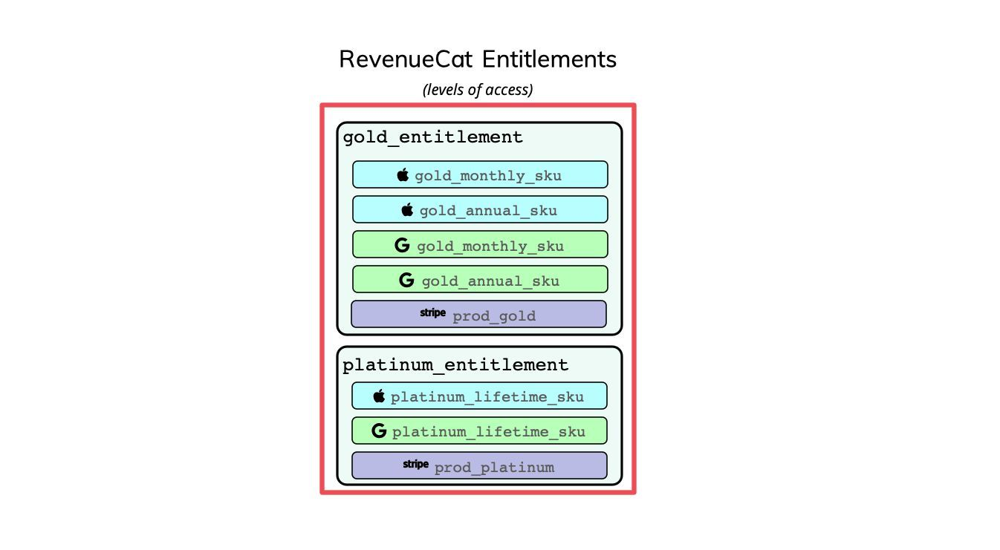 RevenueCat Entitlements
(levels of access)
gold_entitlement
gold_monthly_sku
gold_annual_sku
G gold_monthly_sku
G gold_annual_sku
stripe prod_gold
platinum_entitlement
platinum_lifetime_sku
G platinum_lifetime_sku
stripe prod_platinum